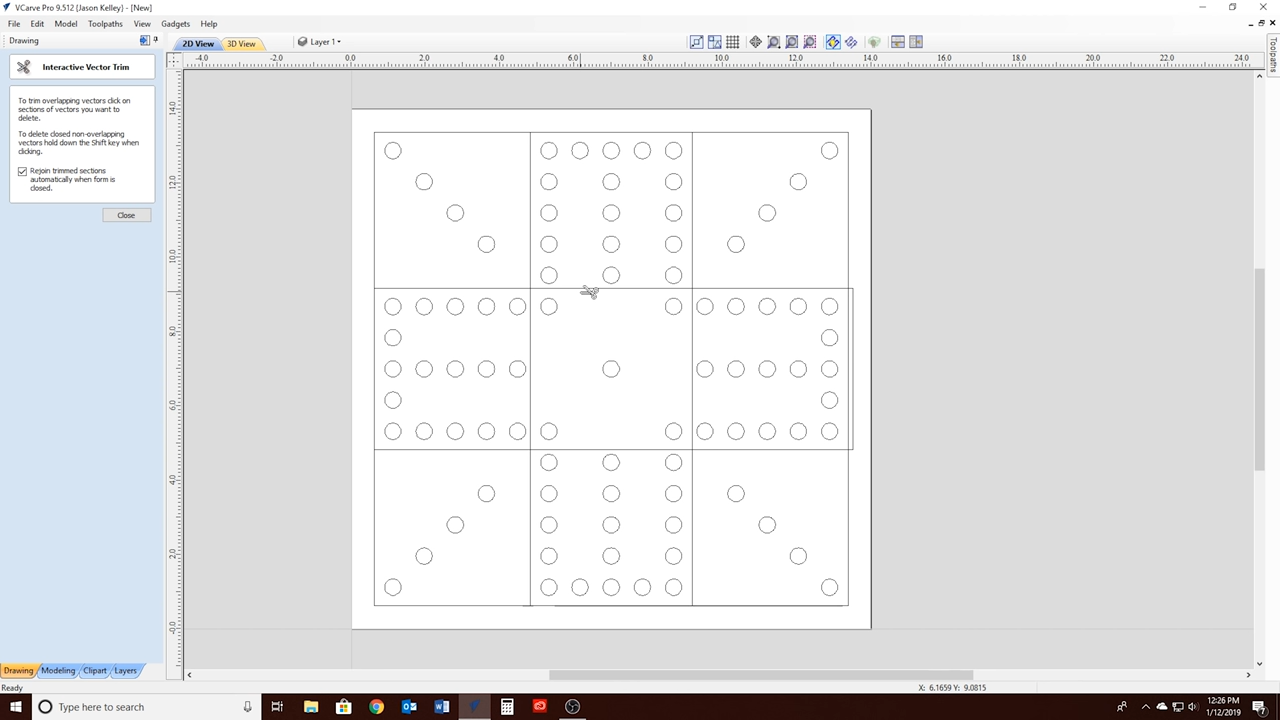 VCarve Pro 9.512 {Jason Kelley} - [New]
File Edit Model Toolpaths View Gadgets Help
Drawing
2D View 3D View Layer 1
Interactive Vector Trim
To trim overlapping vectors click on
sections of vectors you want to
delete.
To delete closed non-overlapping
vectors hold down the Shift key when
clicking.
Rejoin trimmed sections
automatically when form is
closed.
Close
-4.0 -2.0 0.0 2.0 4.0 6.0 8.0 10.0 12.0 14.0 16.0 18.0 20.0 22.0 24.0
14.0
12.0
10.0
8.0
6.0
4.0
2.0
-0.0
Toolpaths
Drawing Modeling Clipart Layers
Ready
X: 6.1659 Y: 9.0815
Type here to search
12:26 PM
1/12/2019